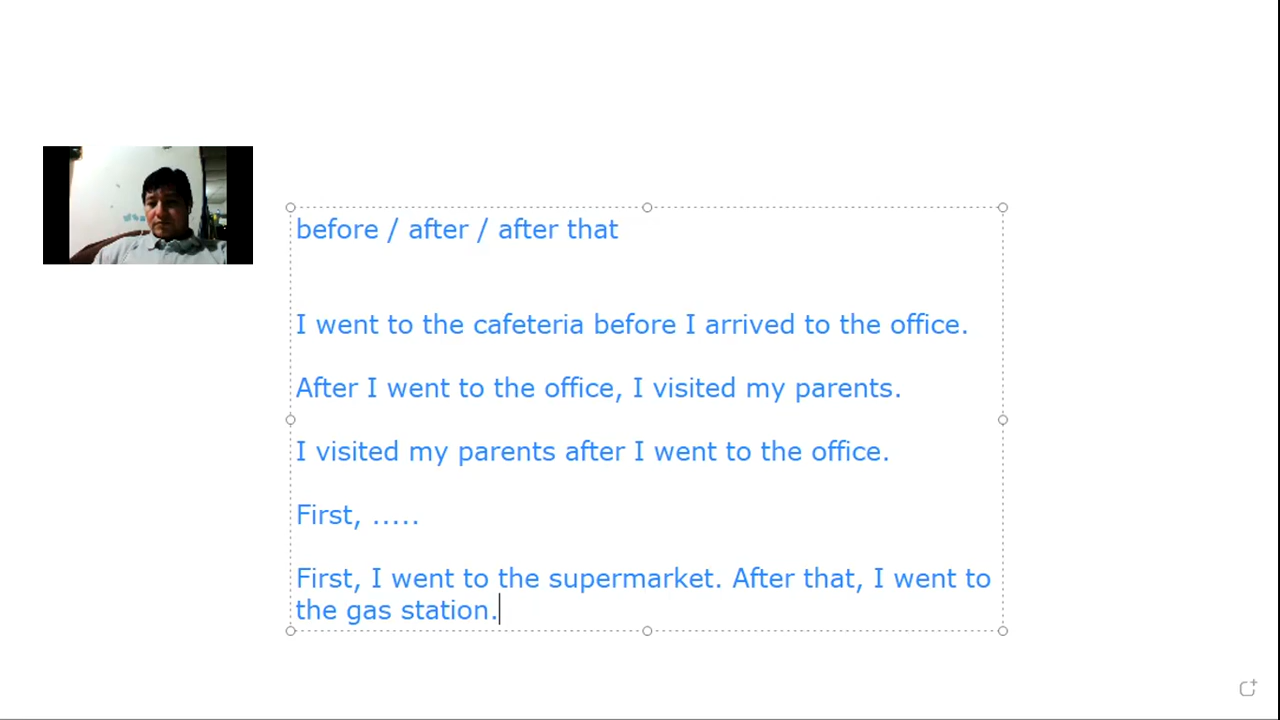 before / after / after that
I went to the cafeteria before I arrived to the office.
After I went to the office, I visited my parents.
I visited my parents after I went to the office.
First, .....
First, I went to the supermarket. After that, I went to
the gas station.